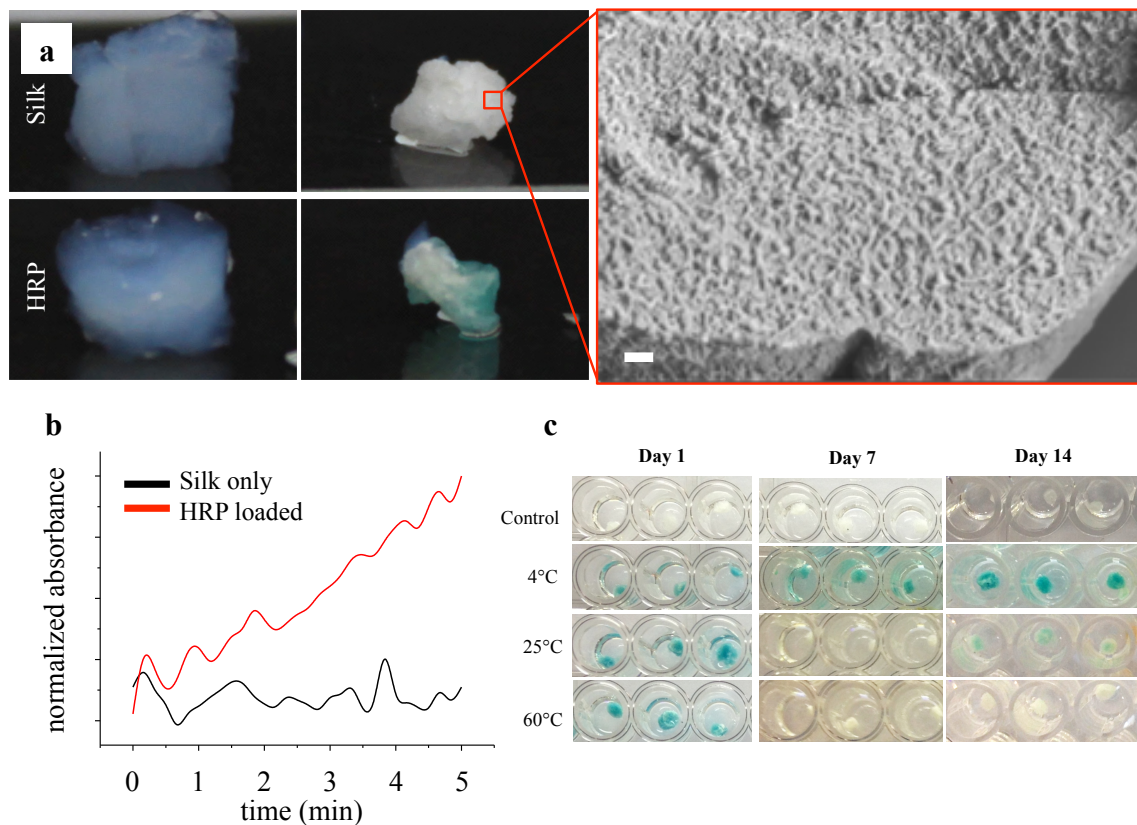 a
Silk
HRP
b
normalized absorbance
Silk only
HRP loaded
0 1 2 3 4 5
time (min)
c
Day 1 Day 7 Day 14
Control
4°C
25°C
60°C